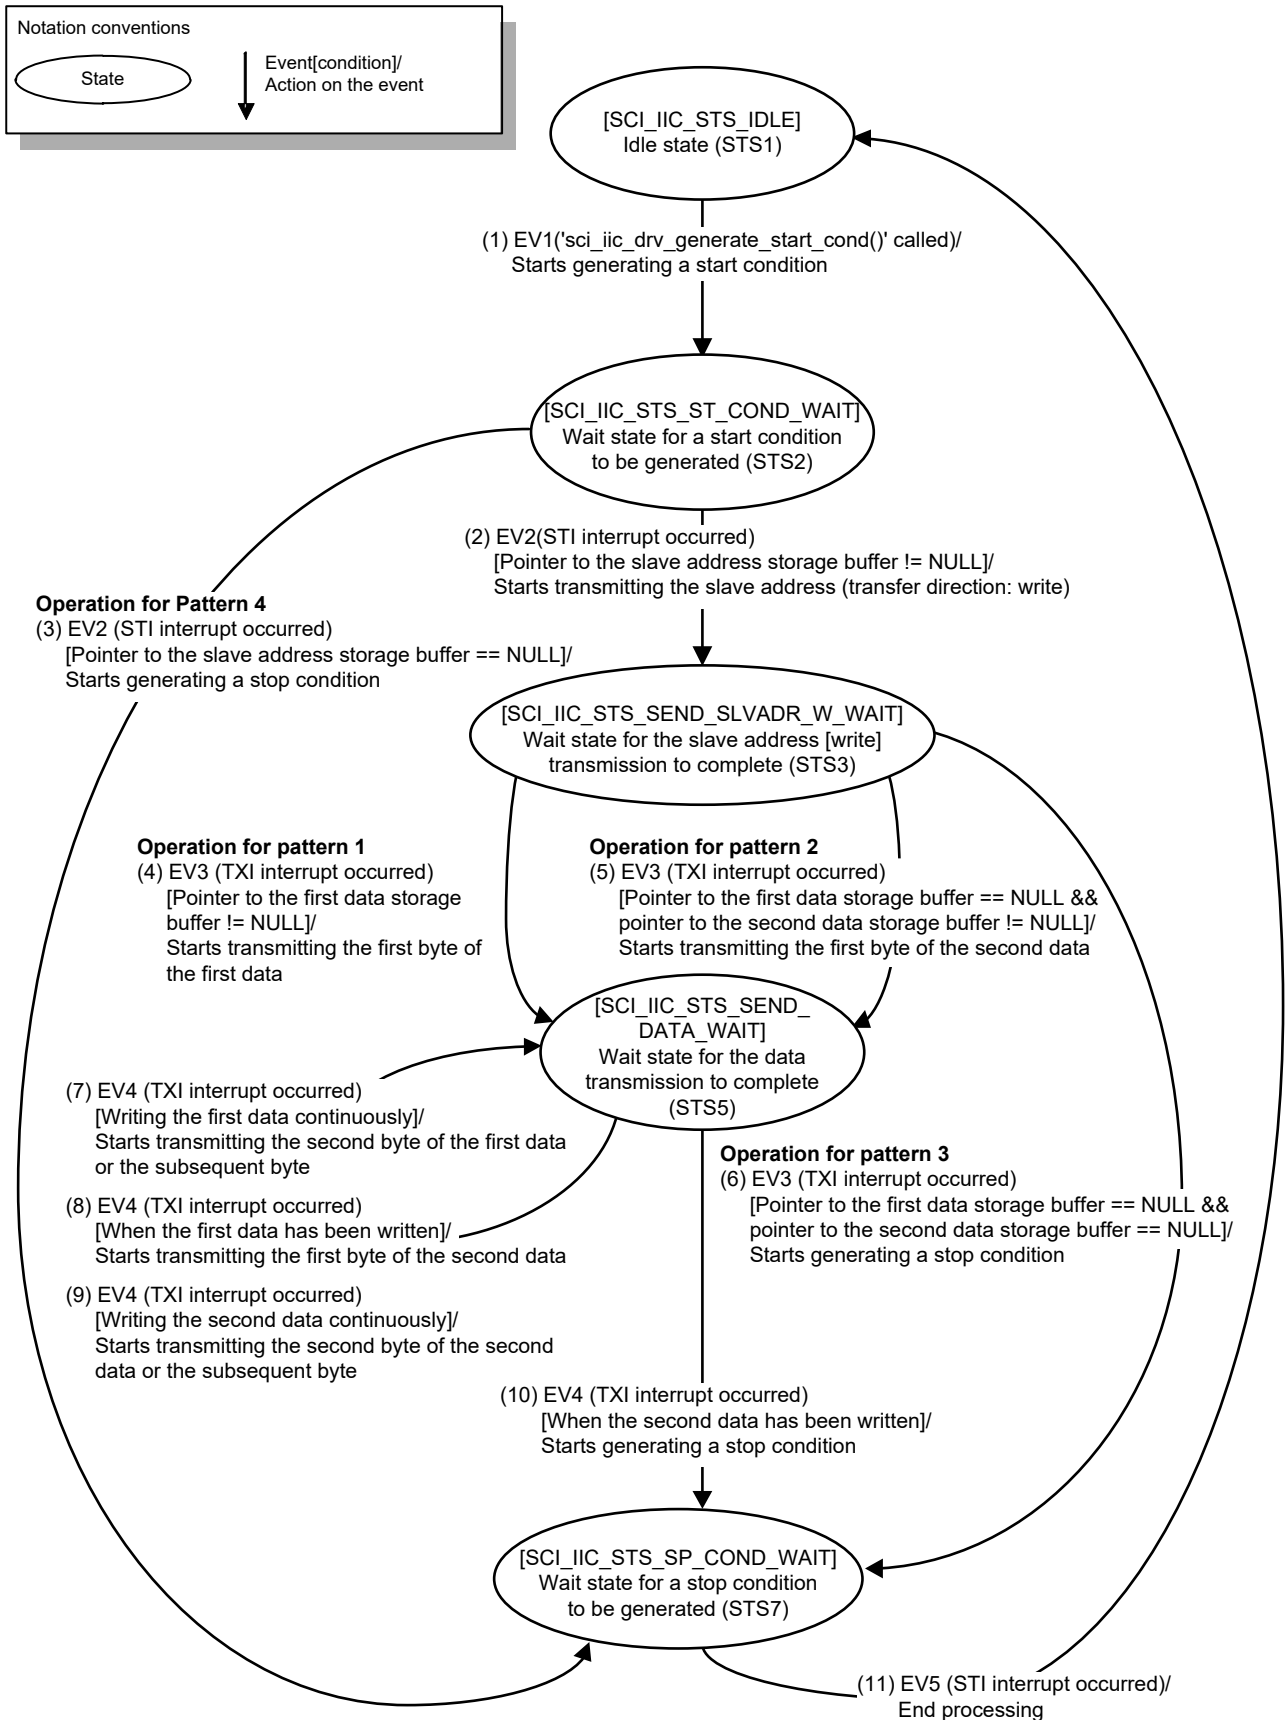 Notation conventions
State
Event[condition]/
Action on the event
[SCI_IIC_STS_IDLE]
Idle state (STS1)
(1) EV1('sci_iic_drv_generate_start_cond()' called)/
Starts generating a start condition
[SCI_IIC_STS_ST_COND_WAIT]
Wait state for a start condition
to be generated (STS2)
(2) EV2(STI interrupt occurred)
[Pointer to the slave address storage buffer != NULL]/
Starts transmitting the slave address (transfer direction: write)
Operation for Pattern 4
(3) EV2 (STI interrupt occurred)
[Pointer to the slave address storage buffer == NULL]/
Starts generating a stop condition
[SCI_IIC_STS_SEND_SLVADR_W_WAIT]
Wait state for the slave address [write]
transmission to complete (STS3)
Operation for pattern 1
(4) EV3 (TXI interrupt occurred)
[Pointer to the first data storage
buffer != NULL]/
Starts transmitting the first byte of
the first data
Operation for pattern 2
(5) EV3 (TXI interrupt occurred)
[Pointer to the first data storage buffer == NULL &&
pointer to the second data storage buffer != NULL]/
Starts transmitting the first byte of the second data
[SCI_IIC_STS_SEND_
DATA_WAIT]
Wait state for the data
transmission to complete
(STS5)
(7) EV4 (TXI interrupt occurred)
[Writing the first data continuously]/
Starts transmitting the second byte of the first data
or the subsequent byte
(8) EV4 (TXI interrupt occurred)
[When the first data has been written]/
Starts transmitting the first byte of the second data
(9) EV4 (TXI interrupt occurred)
[Writing the second data continuously]/
Starts transmitting the second byte of the second
data or the subsequent byte
Operation for pattern 3
(6) EV3 (TXI interrupt occurred)
[Pointer to the first data storage buffer == NULL &&
pointer to the second data storage buffer == NULL]/
Starts generating a stop condition
(10) EV4 (TXI interrupt occurred)
[When the second data has been written]/
Starts generating a stop condition
[SCI_IIC_STS_SP_COND_WAIT]
Wait state for a stop condition
to be generated (STS7)
(11) EV5 (STI interrupt occurred)/
End processing